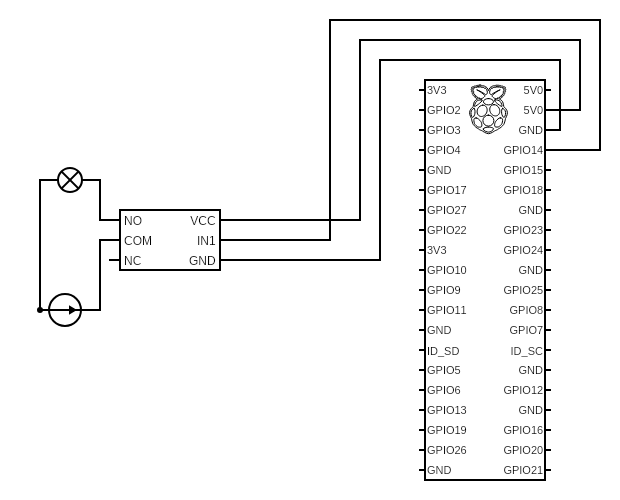 3V3 5V0
GPIO2 5V0
GPIO3 GND
GPIO4 GPIO14
GND GPIO15
GPIO17 GPIO18
GPIO27 GND
GPIO22 GPIO23
3V3 GPIO24
GPIO10 GND
GPIO9 GPIO25
GPIO11 GPIO8
GND GPIO7
ID_SD ID_SC
GPIO5 GND
GPIO6 GPIO12
GPIO13 GND
GPIO19 GPIO16
GPIO26 GPIO20
GND GPIO21
NO VCC
COM IN1
NC GND